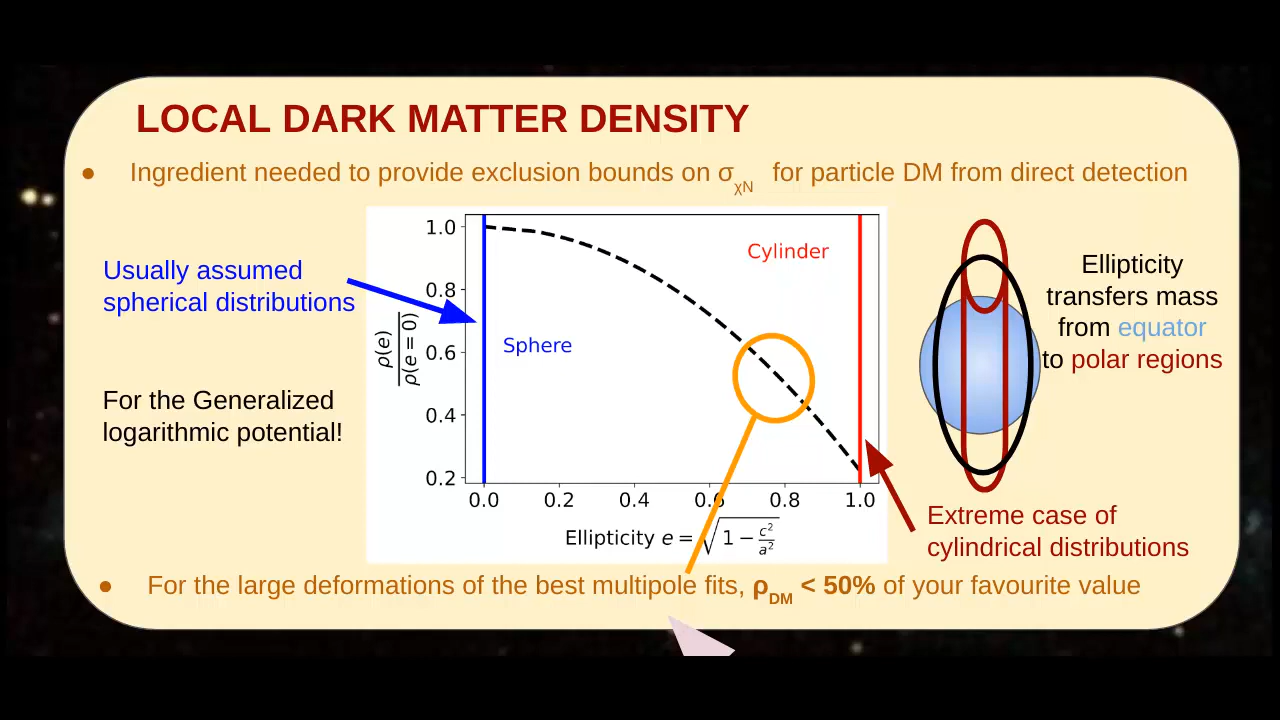 LOCAL DARK MATTER DENSITY
● Ingredient needed to provide exclusion bounds on σχN for particle DM from direct detection
Usually assumed
spherical distributions
For the Generalized
logarithmic potential!
ρ(e)
ρ(e = 0)
1.0
0.8
0.6
0.4
0.2
Sphere
Cylinder
0.0 0.2 0.4 0.6 0.8 1.0
Ellipticity e = √1 − c²/a²
Ellipticity
transfers mass
from equator
to polar regions
Extreme case of
cylindrical distributions
● For the large deformations of the best multipole fits, ρDM < 50% of your favourite value